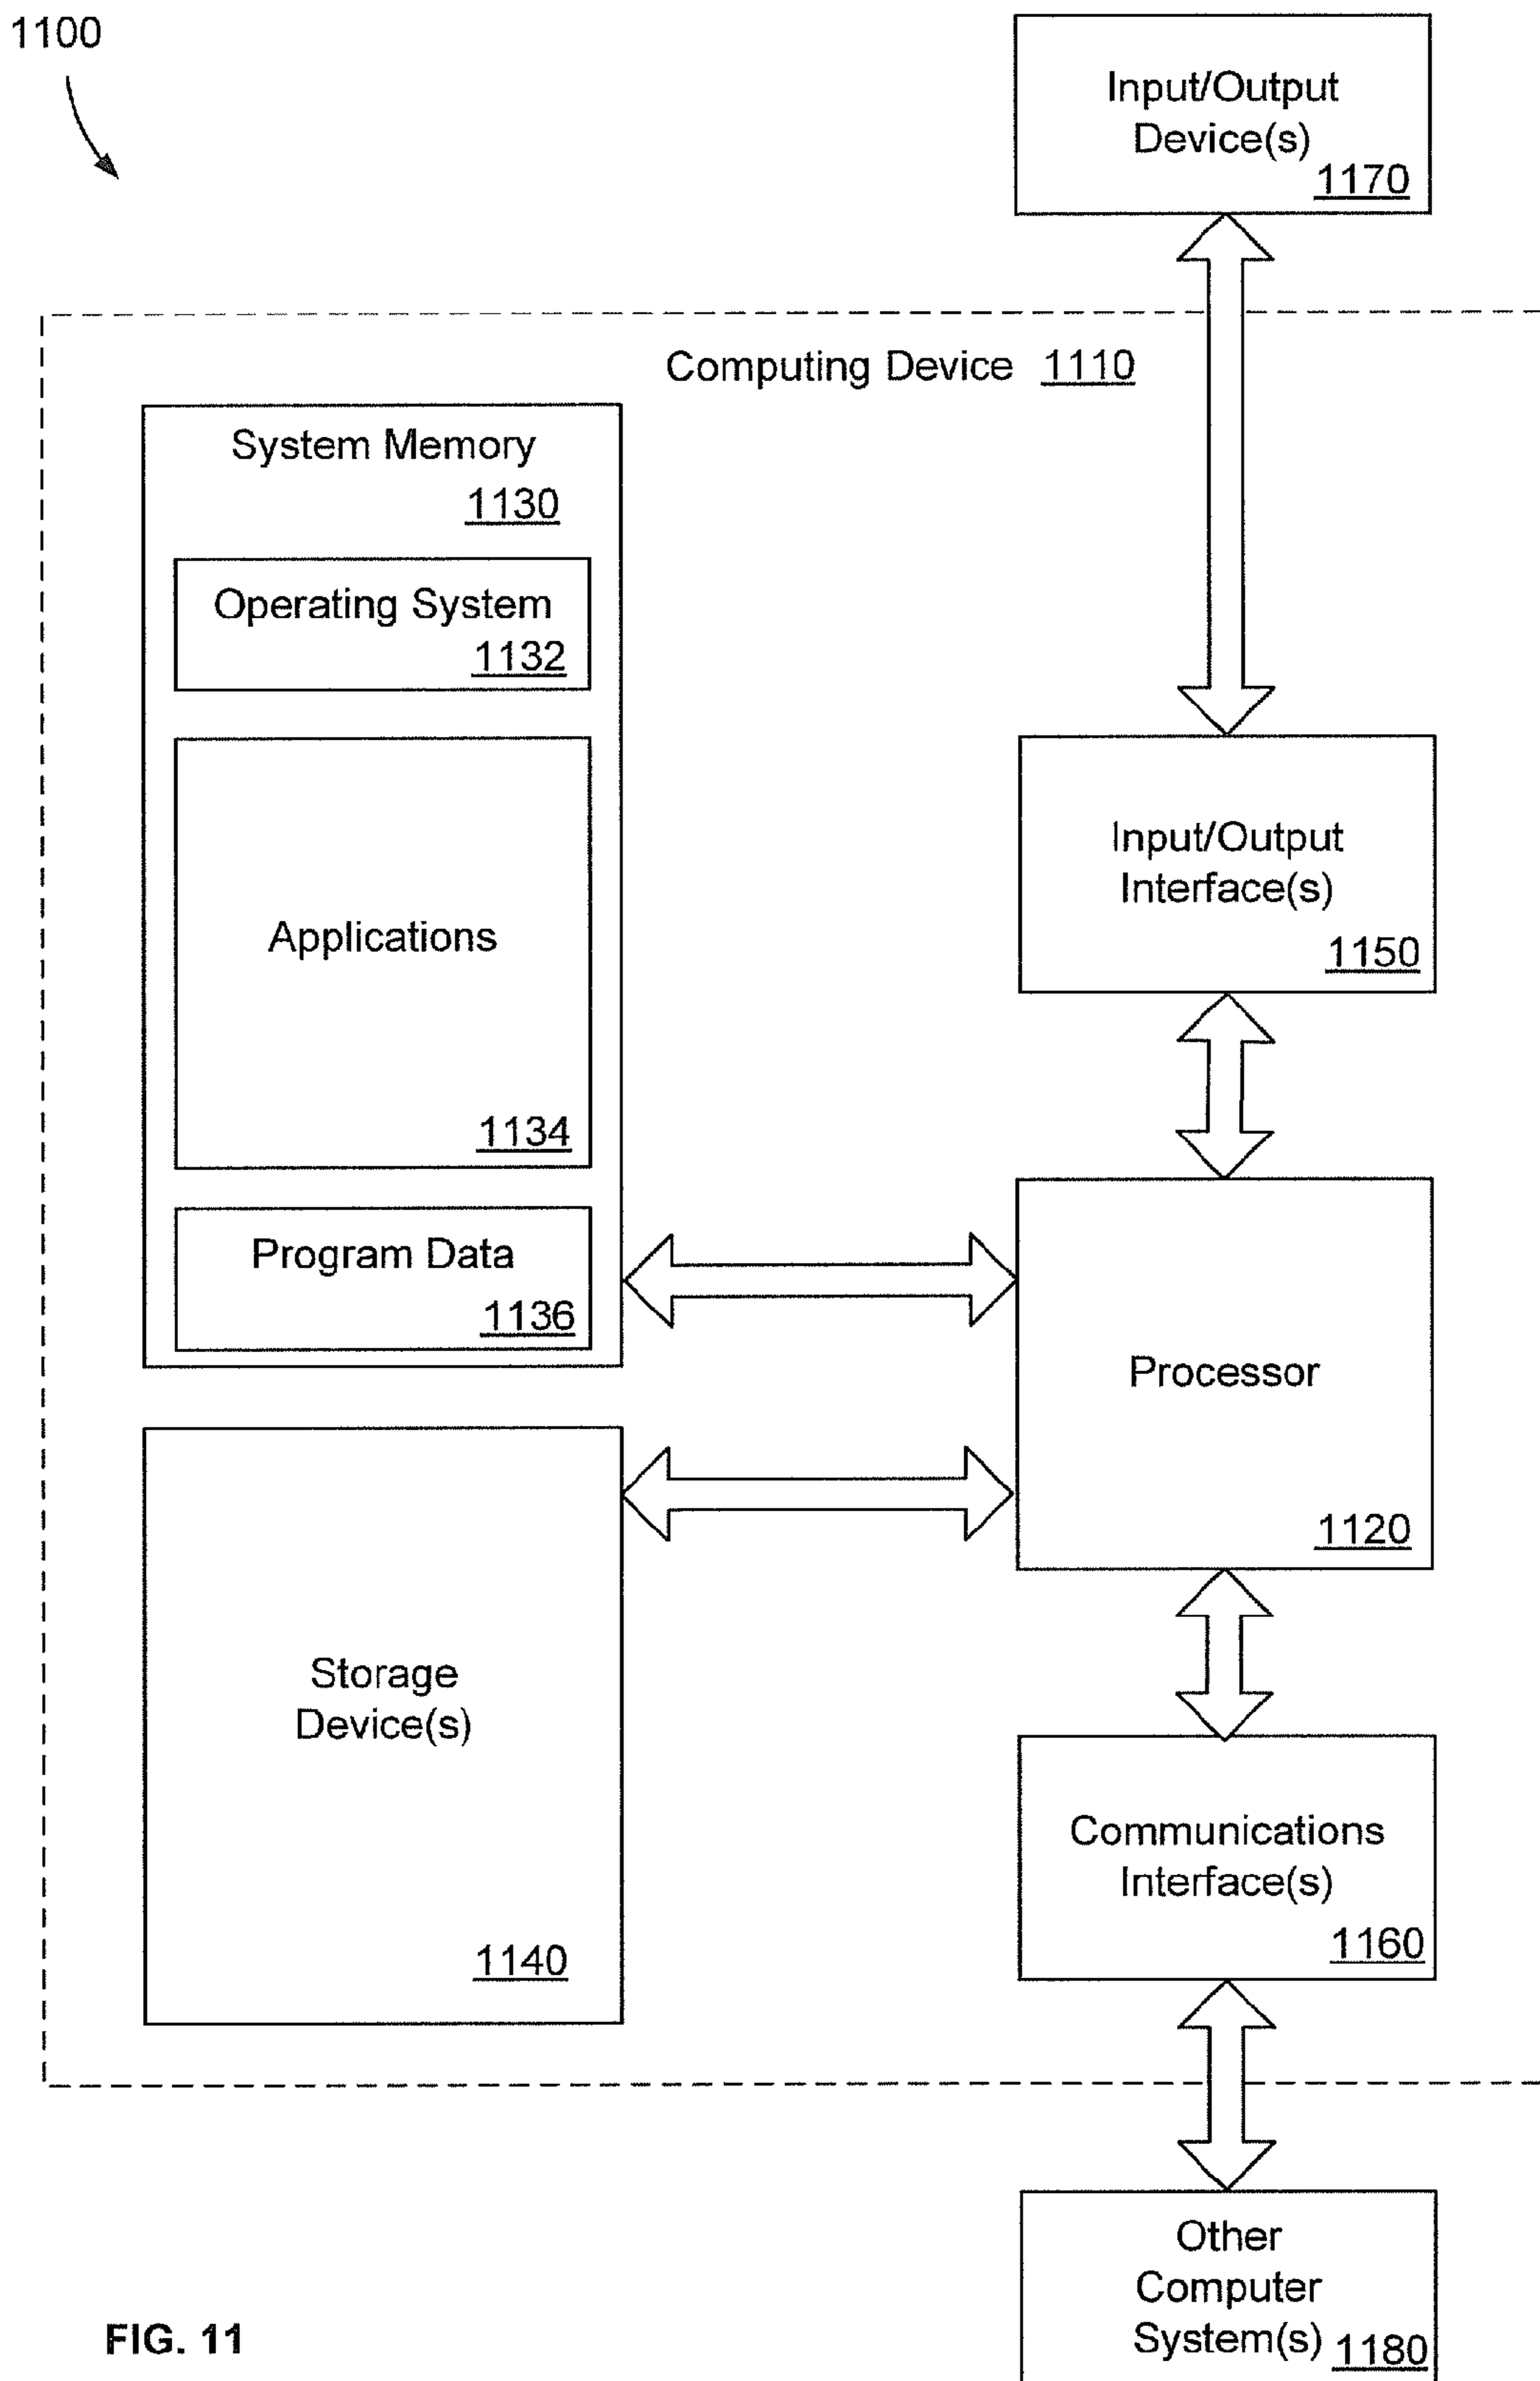 1100
Input/Output
Device(s)
1170
Computing Device 1110
System Memory
1130
Operating System
1132
Applications
1134
Program Data
1136
Storage
Device(s)
1140
Input/Output
Interface(s)
1150
Processor
1120
Communications
Interface(s)
1160
Other
Computer
System(s) 1180
FIG. 11